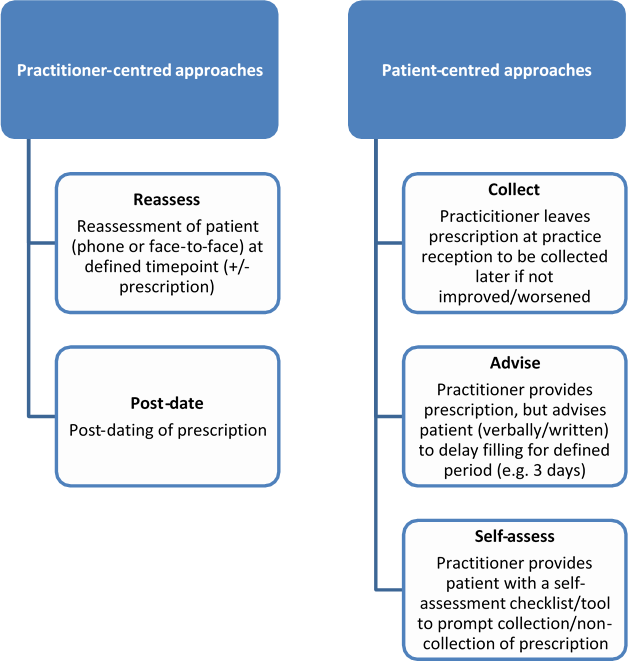 Practitioner-centred approaches
Reassess
Reassessment of patient
(phone or face-to-face) at
defined timepoint (+/-
prescription)
Post-date
Post-dating of prescription
Patient-centred approaches
Collect
Practicitioner leaves
prescription at practice
reception to be collected
later if not
improved/worsened
Advise
Practitioner provides
prescription, but advises
patient (verbally/written)
to delay filling for defined
period (e.g. 3 days)
Self-assess
Practitioner provides
patient with a self-
assessment checklist/tool
to prompt collection/non-
collection of prescription